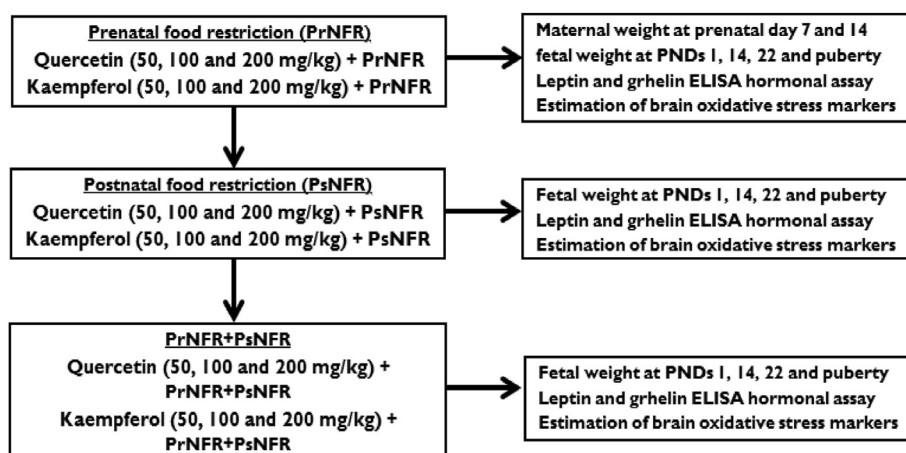 Prenatal food restriction (PrNFR)
Quercetin (50, 100 and 200 mg/kg) + PrNFR
Kaempferol (50, 100 and 200 mg/kg) + PrNFR
Maternal weight at prenatal day 7 and 14
fetal weight at PNDs 1, 14, 22 and puberty
Leptin and grhelin ELISA hormonal assay
Estimation of brain oxidative stress markers
Postnatal food restriction (PsNFR)
Quercetin (50, 100 and 200 mg/kg) + PsNFR
Kaempferol (50, 100 and 200 mg/kg) + PsNFR
Fetal weight at PNDs 1, 14, 22 and puberty
Leptin and grhelin ELISA hormonal assay
Estimation of brain oxidative stress markers
PrNFR+PsNFR
Quercetin (50, 100 and 200 mg/kg) +
PrNFR+PsNFR
Kaempferol (50, 100 and 200 mg/kg) +
PrNFR+PsNFR
Fetal weight at PNDs 1, 14, 22 and puberty
Leptin and grhelin ELISA hormonal assay
Estimation of brain oxidative stress markers